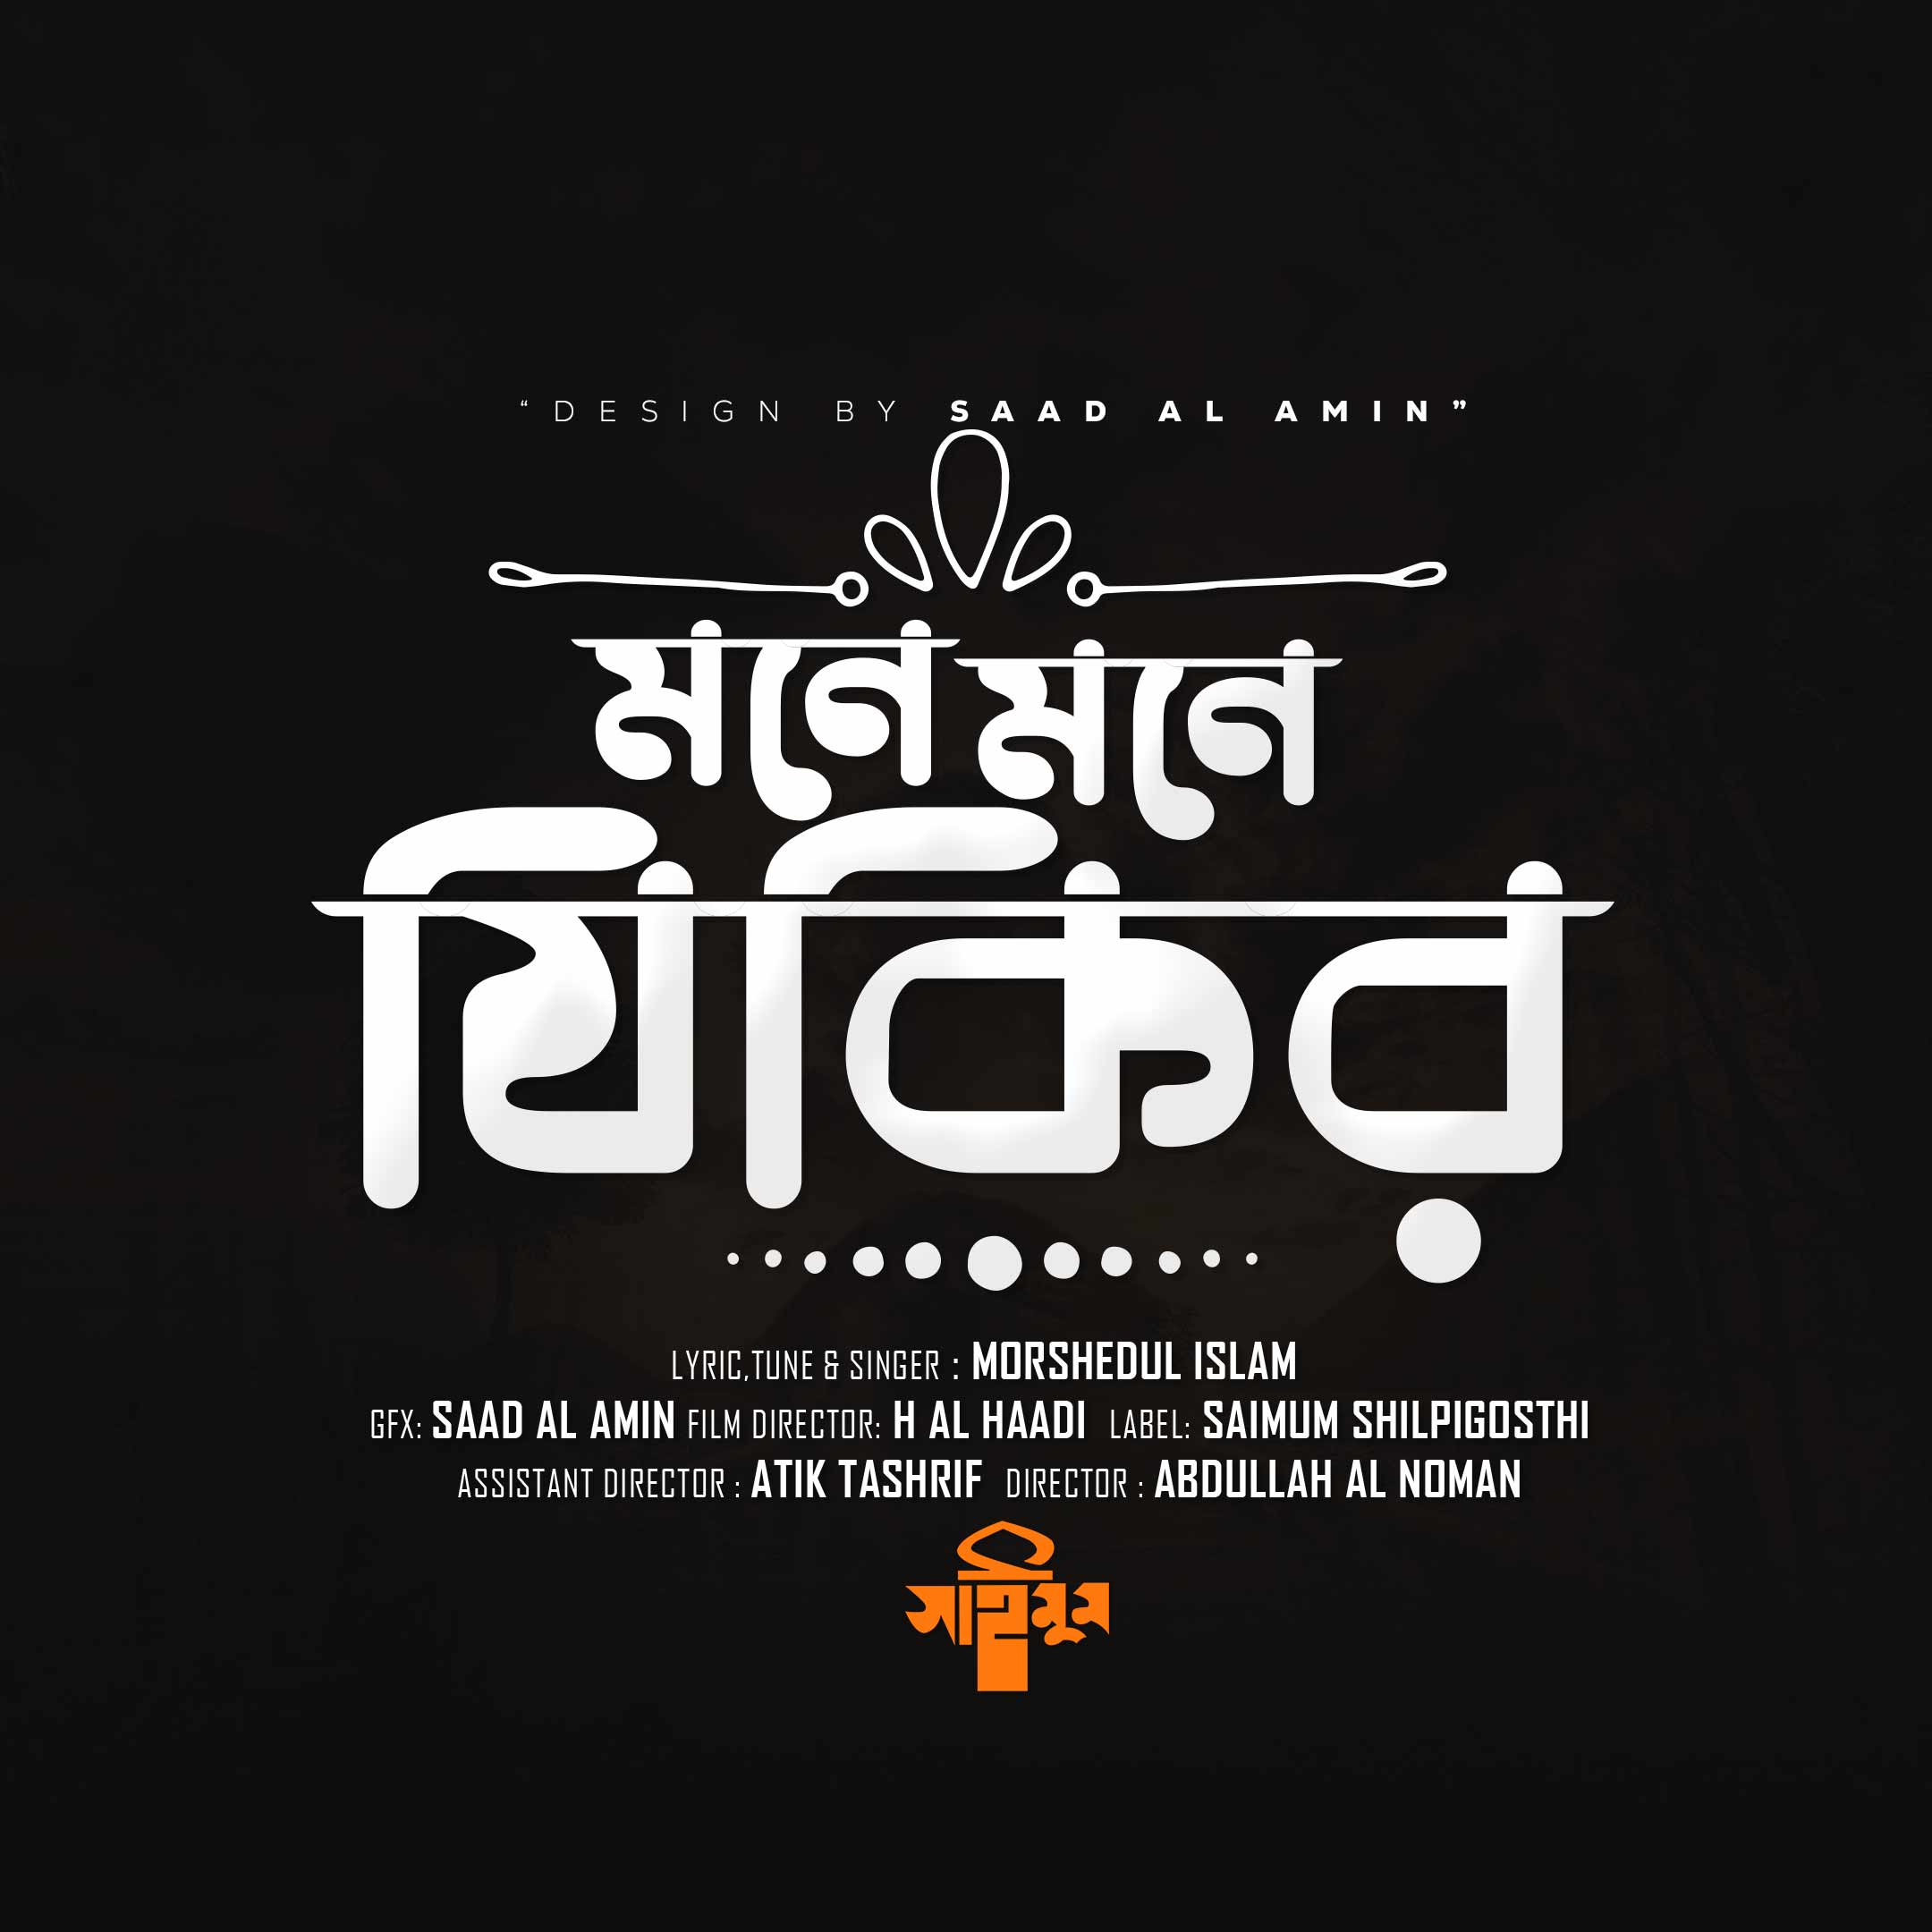 “DESIGN BY SAAD AL AMIN”
মনে মনে
যিকির
LYRIC,TUNE & SINGER : MORSHEDUL ISLAM
GFX: SAAD AL AMIN FILM DIRECTOR: H AL HAADI LABEL: SAIMUM SHILPIGOSTHI
ASSISTANT DIRECTOR : ATIK TASHRIF DIRECTOR : ABDULLAH AL NOMAN
সাইমুম